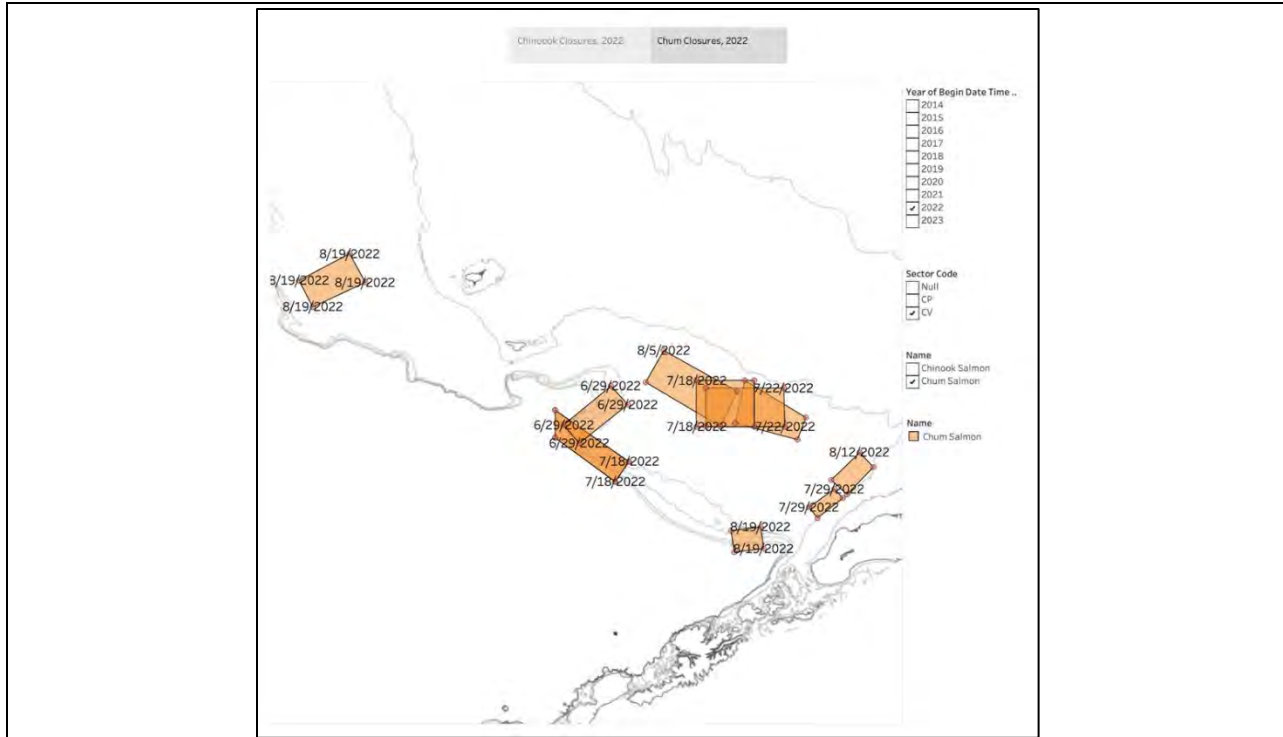 Chinook Closures, 2022
Chum Closures, 2022
Year of Begin Date Time ..
2014
2015
2016
2017
2018
2019
2020
2021
2022
2023
Sector Code
Null
CP
CV
Name
Chinook Salmon
Chum Salmon
Name
Chum Salmon
8/19/2022
8/19/2022
8/19/2022
8/19/2022
8/5/2022
7/18/2022
7/22/2022
6/29/2022
6/29/2022
6/29/2022
7/18/2022
7/22/2022
6/29/2022
7/18/2022
7/18/2022
8/12/2022
7/29/2022
7/29/2022
8/19/2022
8/19/2022